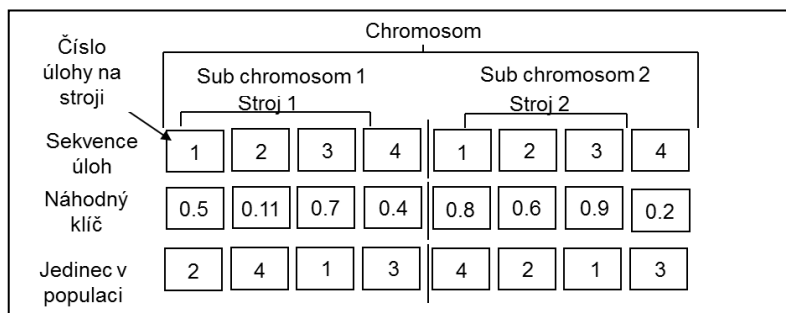 Chromosom
Číslo
úlohy na
stroji
Sub chromosom 1
Sub chromosom 2
Stroj 1
Stroj 2
Sekvence
úloh
1 2 3 4 1 2 3 4
Náhodný
klíč
0.5 0.11 0.7 0.4 0.8 0.6 0.9 0.2
Jedinec v
populaci
2 4 1 3 4 2 1 3